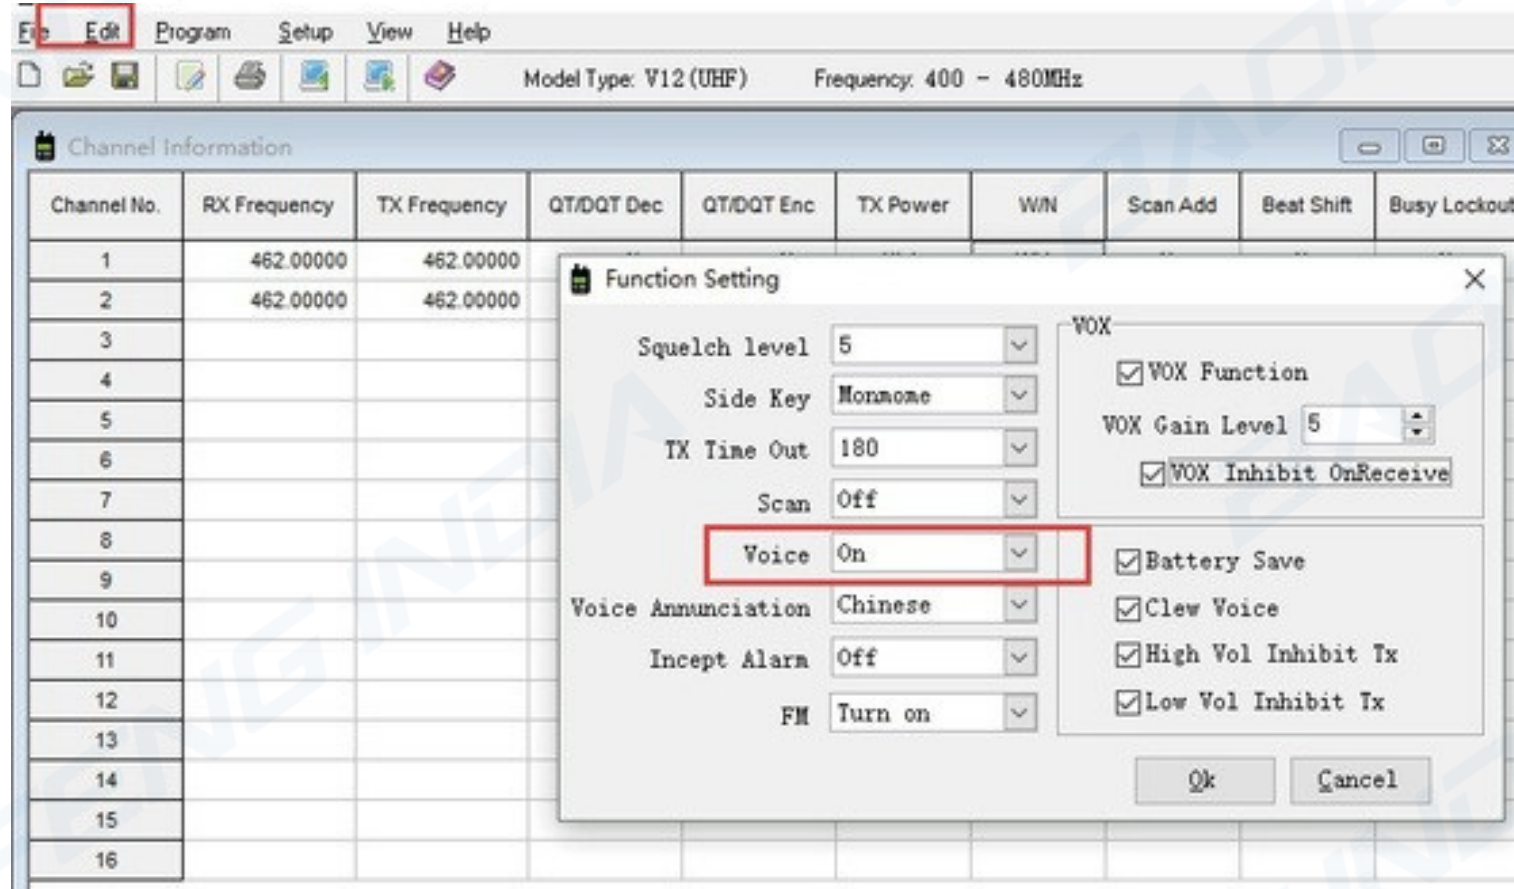 File Edit Program Setup View Help
Model Type: V12(UHF) Frequency: 400 - 480MHz
Channel Information
Channel No. RX Frequency TX Frequency QT/DQT Dec QT/DQT Enc TX Power W/N Scan Add Beat Shift Busy Lockout
1 462.00000 462.00000
2 462.00000 462.00000
3
4
5
6
7
8
9
10
11
12
13
14
15
16
Function Setting
Squelch level 5
Side Key Monmome
TX Time Out 180
Scan Off
Voice On
Voice Annunciation Chinese
Incept Alarm Off
FM Turn on
VOX
VOX Function
VOX Gain Level 5
VOX Inhibit OnReceive
Battery Save
Clew Voice
High Vol Inhibit Tx
Low Vol Inhibit Tx
Ok Cancel